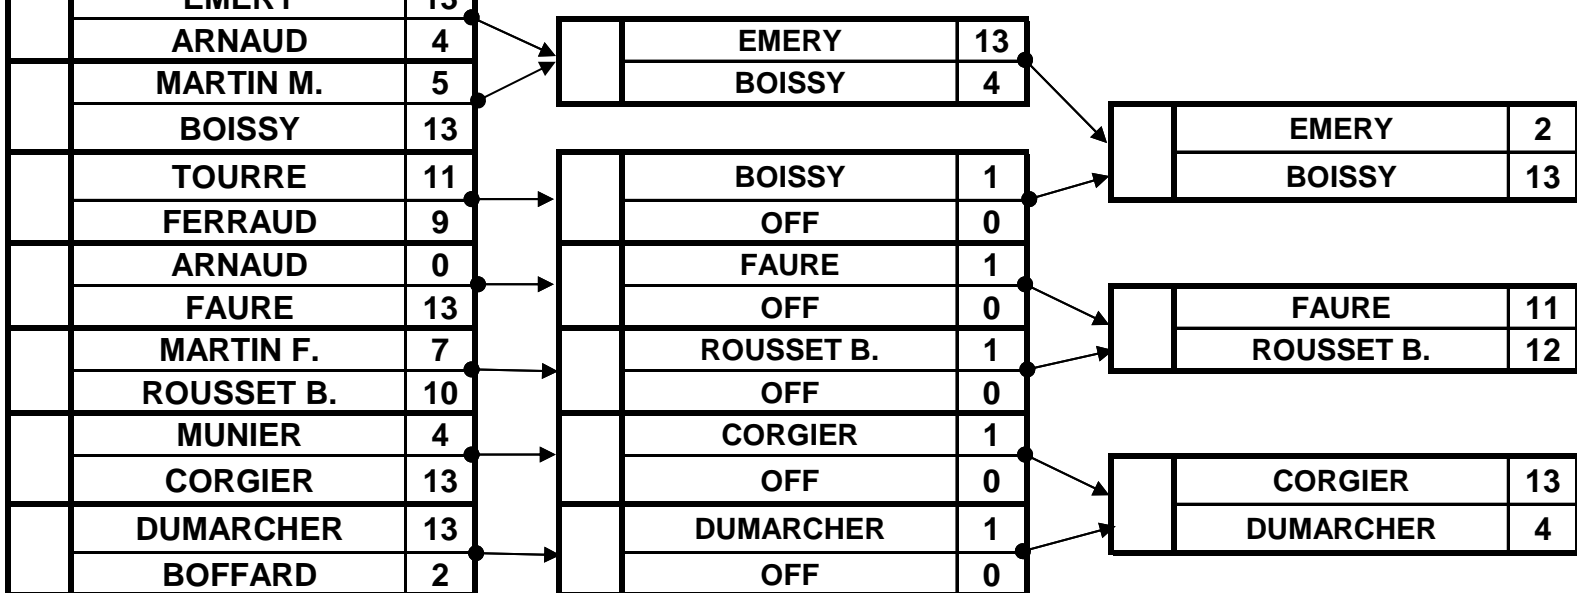 EMERY 13
ARNAUD 4
MARTIN M. 5
BOISSY 13
TOURRE 11
FERRAUD 9
ARNAUD 0
FAURE 13
MARTIN F. 7
ROUSSET B. 10
MUNIER 4
CORGIER 13
DUMARCHER 13
BOFFARD 2
EMERY 13
BOISSY 4
BOISSY 1
OFF 0
FAURE 1
OFF 0
ROUSSET B. 1
OFF 0
CORGIER 1
OFF 0
DUMARCHER 1
OFF 0
EMERY 2
BOISSY 13
FAURE 11
ROUSSET B. 12
CORGIER 13
DUMARCHER 4